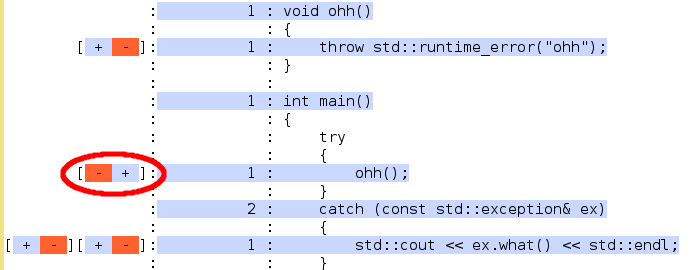 : 1 : void ohh()
: : {
[ + - ]: 1 : throw std::runtime_error("ohh");
: : }
: :
: 1 : int main()
: : {
: : try
: : {
[ - + ]: 1 : ohh();
: : }
: 2 : catch (const std::exception& ex)
: : {
[ + - ][ + - ]: 1 : std::cout << ex.what() << std::endl;
: : }